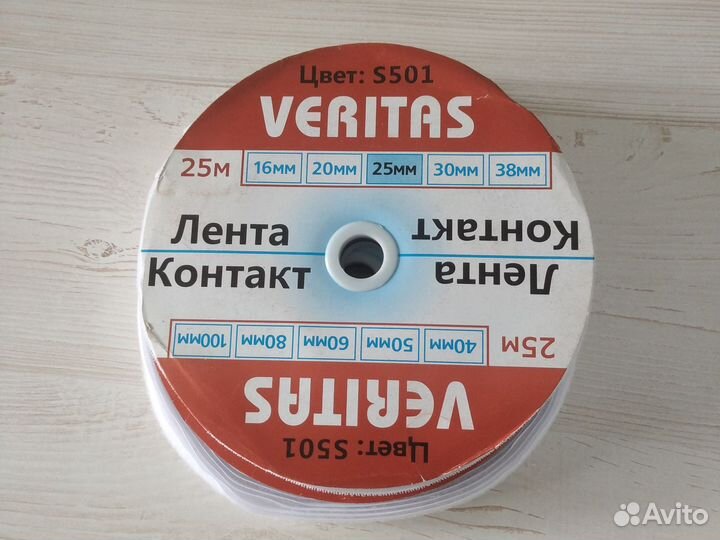 Цвет: S501
VERITAS
25м 16мм 20мм 25мм 30мм 38мм
Лента
Контакт
Лента
Контакт
25м 40мм 50мм 60мм 80мм 100мм
VERITAS
Цвет: S501
Avito